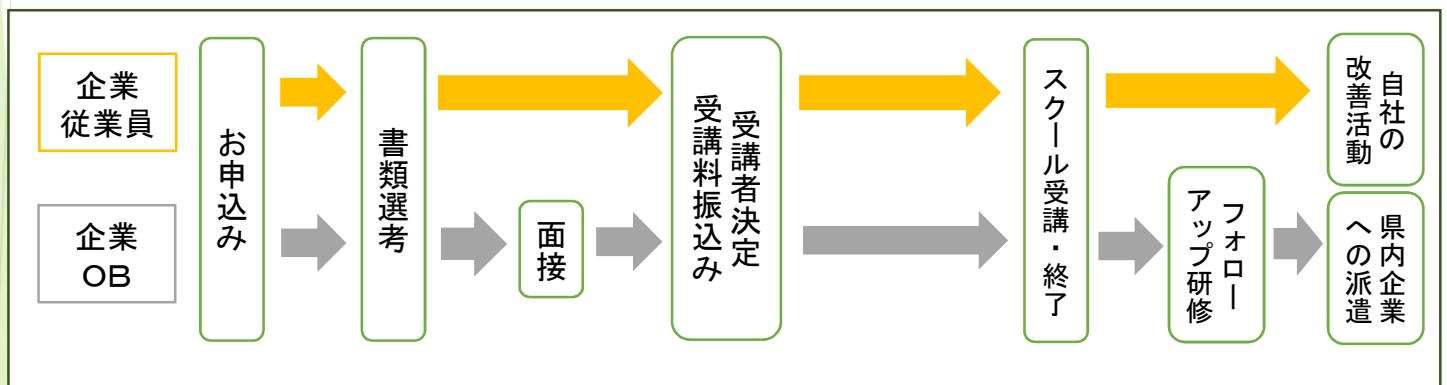 企業
従業員
企業
ＯＢ
お申込み
書類選考
面接
受講者決定
受講料振込み
スクール受講・終了
フォロー
アップ研修
自社の
改善活動
県内企業
への派遣